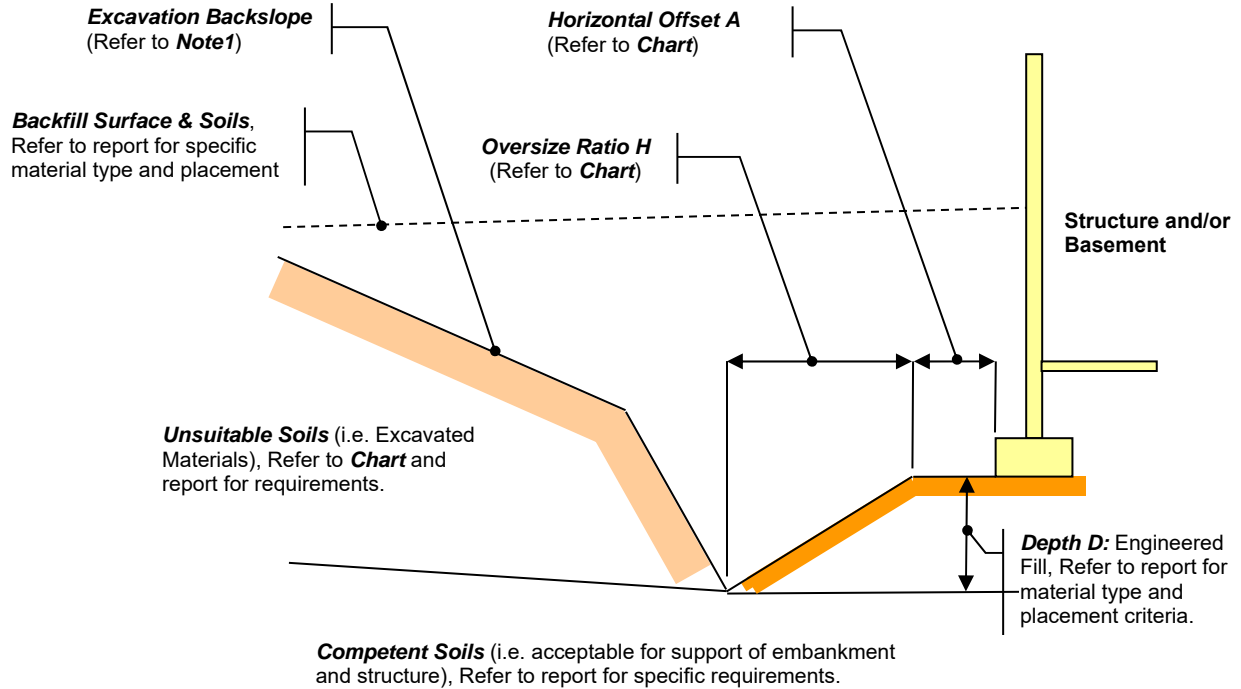 Excavation Backslope
(Refer to Note1)
Horizontal Offset A
(Refer to Chart)
Backfill Surface & Soils,
Refer to report for specific
material type and placement
Oversize Ratio H
(Refer to Chart)
Structure and/or
Basement
Unsuitable Soils (i.e. Excavated
Materials), Refer to Chart and
report for requirements.
Depth D: Engineered
Fill, Refer to report for
material type and
placement criteria.
Competent Soils (i.e. acceptable for support of embankment
and structure), Refer to report for specific requirements.